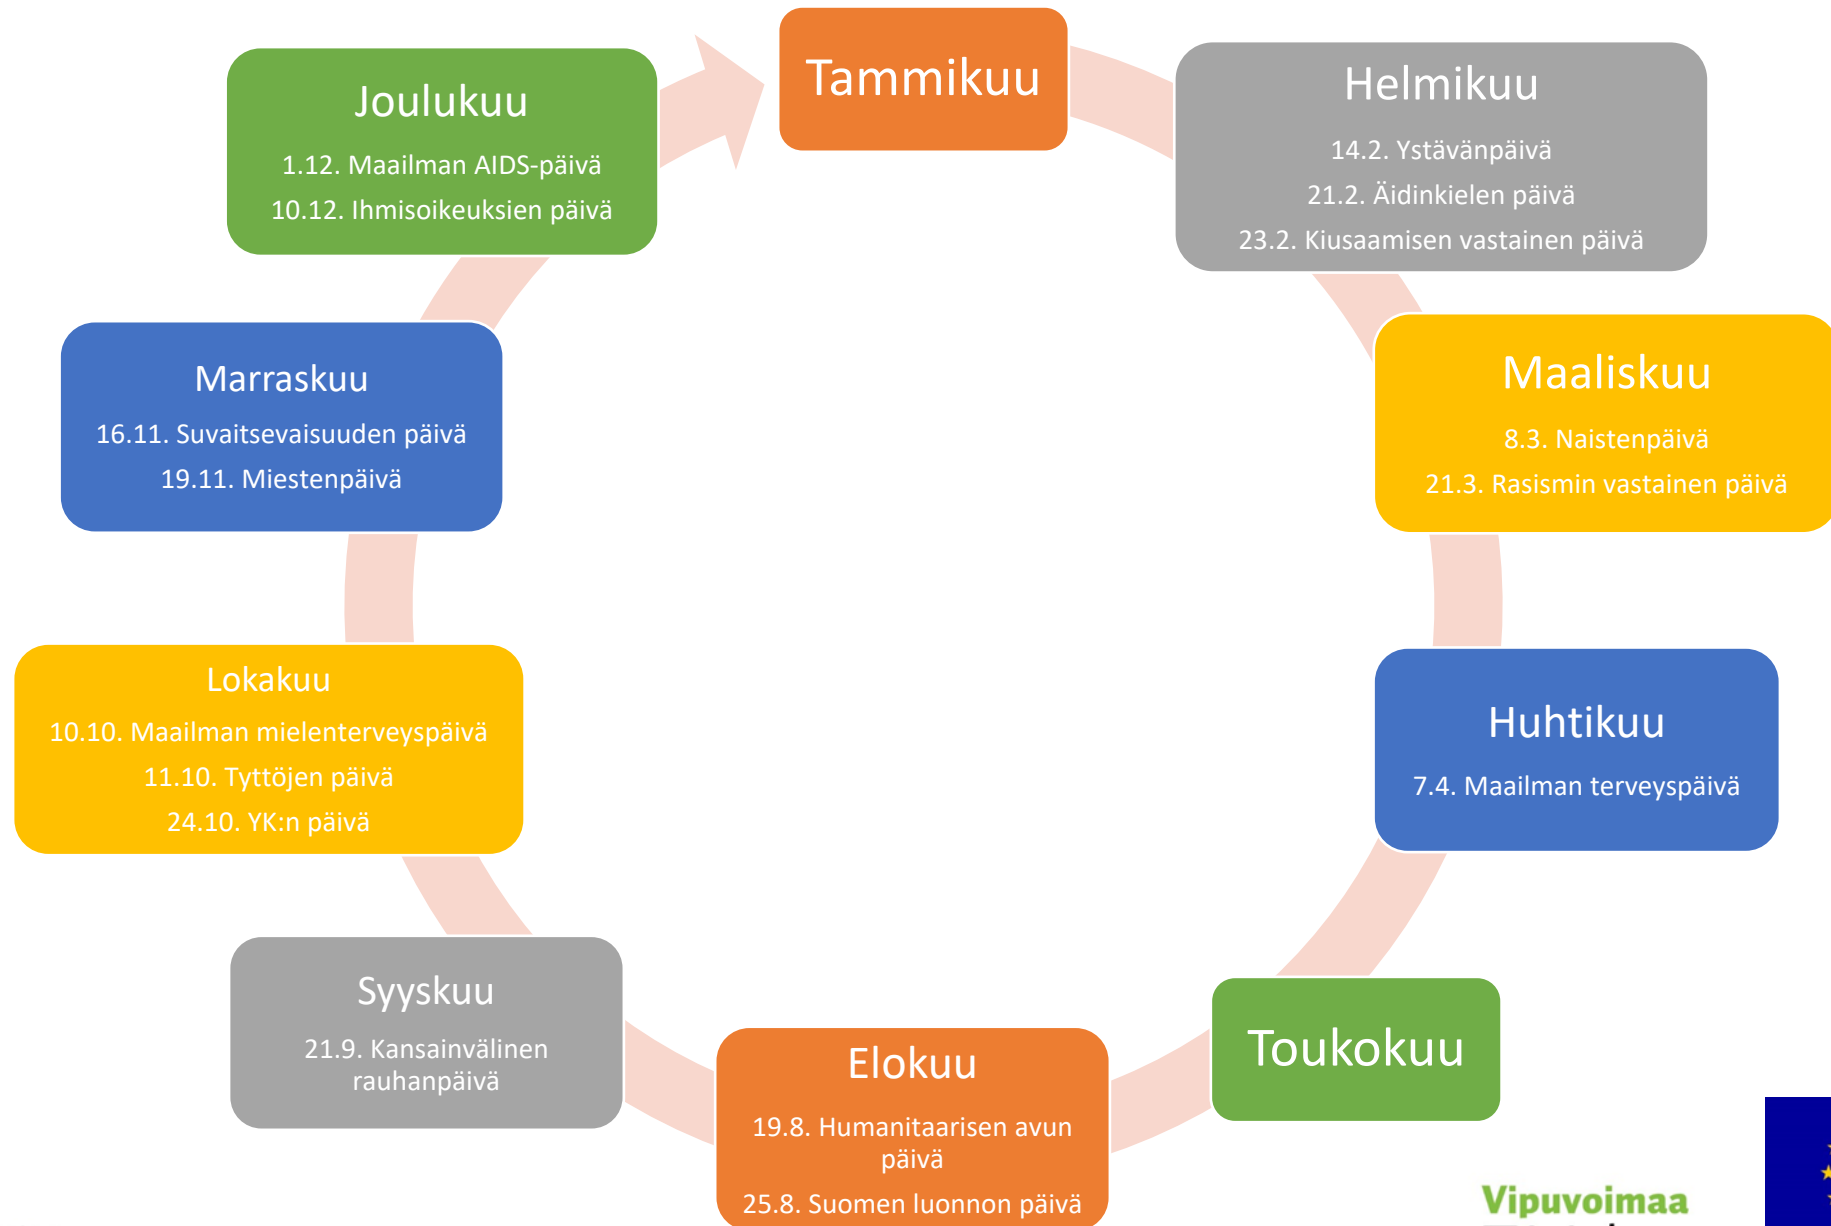 Tammikuu
Helmikuu
14.2. Ystävänpäivä
21.2. Äidinkielen päivä
23.2. Kiusaamisen vastainen päivä
Maaliskuu
8.3. Naistenpäivä
21.3. Rasismin vastainen päivä
Huhtikuu
7.4. Maailman terveyspäivä
Toukokuu
Elokuu
19.8. Humanitaarisen avun
päivä
25.8. Suomen luonnon päivä
Syyskuu
21.9. Kansainvälinen
rauhanpäivä
Lokakuu
10.10. Maailman mielenterveyspäivä
11.10. Tyttöjen päivä
24.10. YK:n päivä
Marraskuu
16.11. Suvaitsevaisuuden päivä
19.11. Miestenpäivä
Joulukuu
1.12. Maailman AIDS-päivä
10.12. Ihmisoikeuksien päivä
Vipuvoimaa